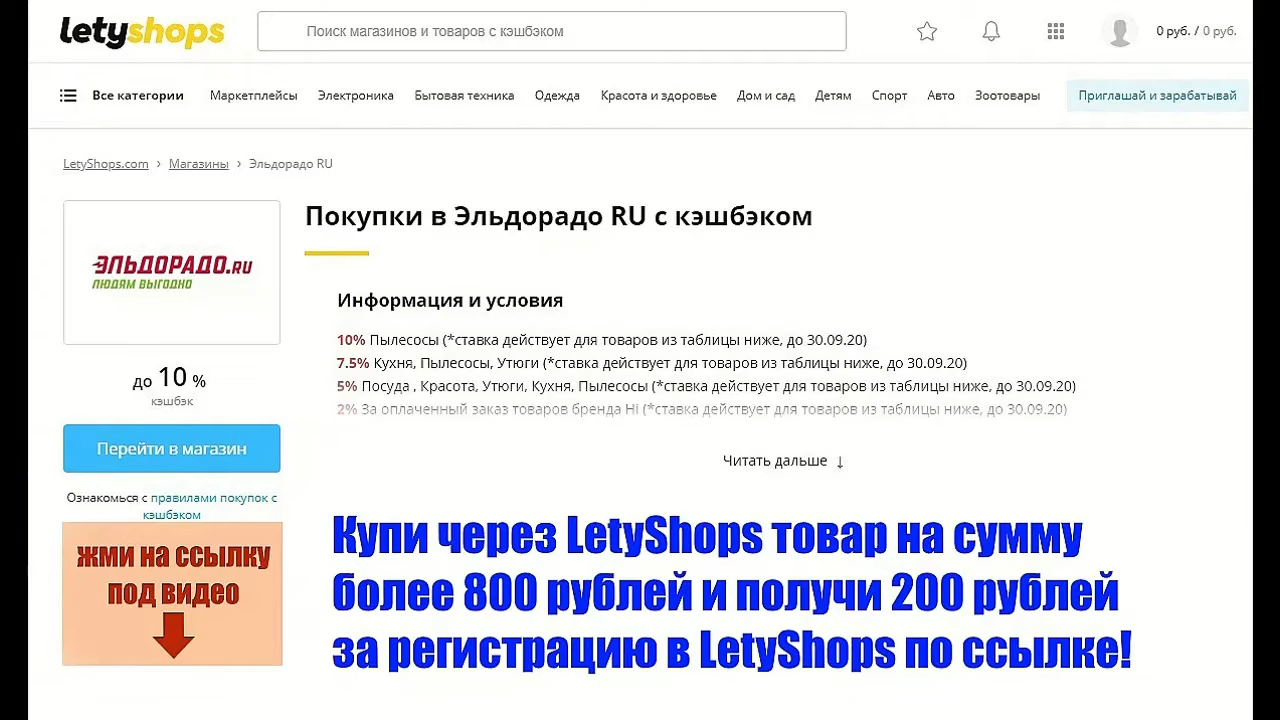 letyshops
Поиск магазинов и товаров с кэшбэком
0 руб. / 0 руб.
Все категории Маркетплейсы Электроника Бытовая техника Одежда Красота и здоровье Дом и сад Детям Спорт Авто Зоотовары Приглашай и зарабатывай
LetyShops.com › Магазины › Эльдорадо RU
ЭЛЬДОРАДО.RU
ЛЮДЯМ ВЫГОДНО
до 10 %
кэшбэк
Перейти в магазин
Ознакомься с правилами покупок с
кэшбэком
ЖМИ НА ССЫЛКУ
ПОД ВИДЕО
Покупки в Эльдорадо RU с кэшбэком
Информация и условия
10% Пылесосы (*ставка действует для товаров из таблицы ниже, до 30.09.20)
7.5% Кухня, Пылесосы, Утюги (*ставка действует для товаров из таблицы ниже, до 30.09.20)
5% Посуда , Красота, Утюги, Кухня, Пылесосы (*ставка действует для товаров из таблицы ниже, до 30.09.20)
2% За оплаченный заказ товаров бренда Hi (*ставка действует для товаров из таблицы ниже, до 30.09.20)
Читать дальше ↓
Купи через LetyShops товар на сумму
более 800 рублей и получи 200 рублей
за регистрацию в LetyShops по ссылке!